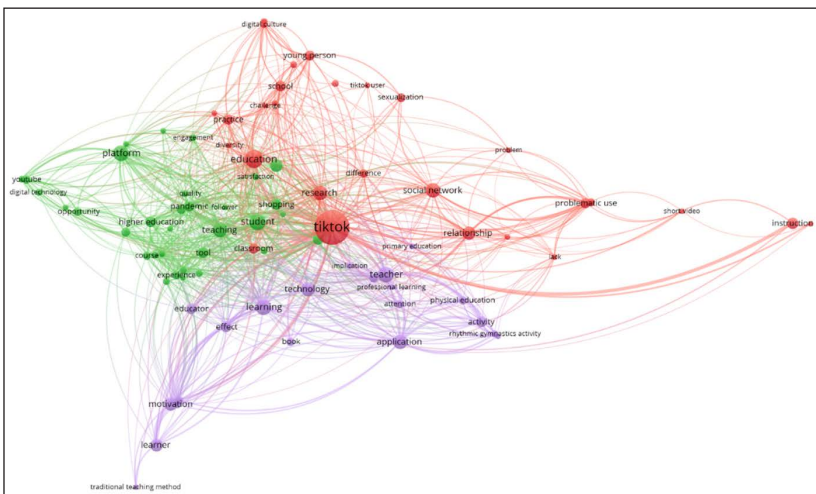 digital culture
young person
school
tiktok user
sexualization
challenge
practice
engagement
diversity
problem
platform
education
satisfaction
difference
youtube
digital technology
quality
research
social network
pandemic
follower
shopping
problematic use
opportunity
short video
higher education
student
teaching
tiktok
instruction
relationship
tool
classroom
primary education
course
lack
implication
experience
teacher
professional learning
technology
physical education
educator
learning
attention
activity
effect
rhythmic gymnastics activity
book
application
motivation
learner
traditional teaching method